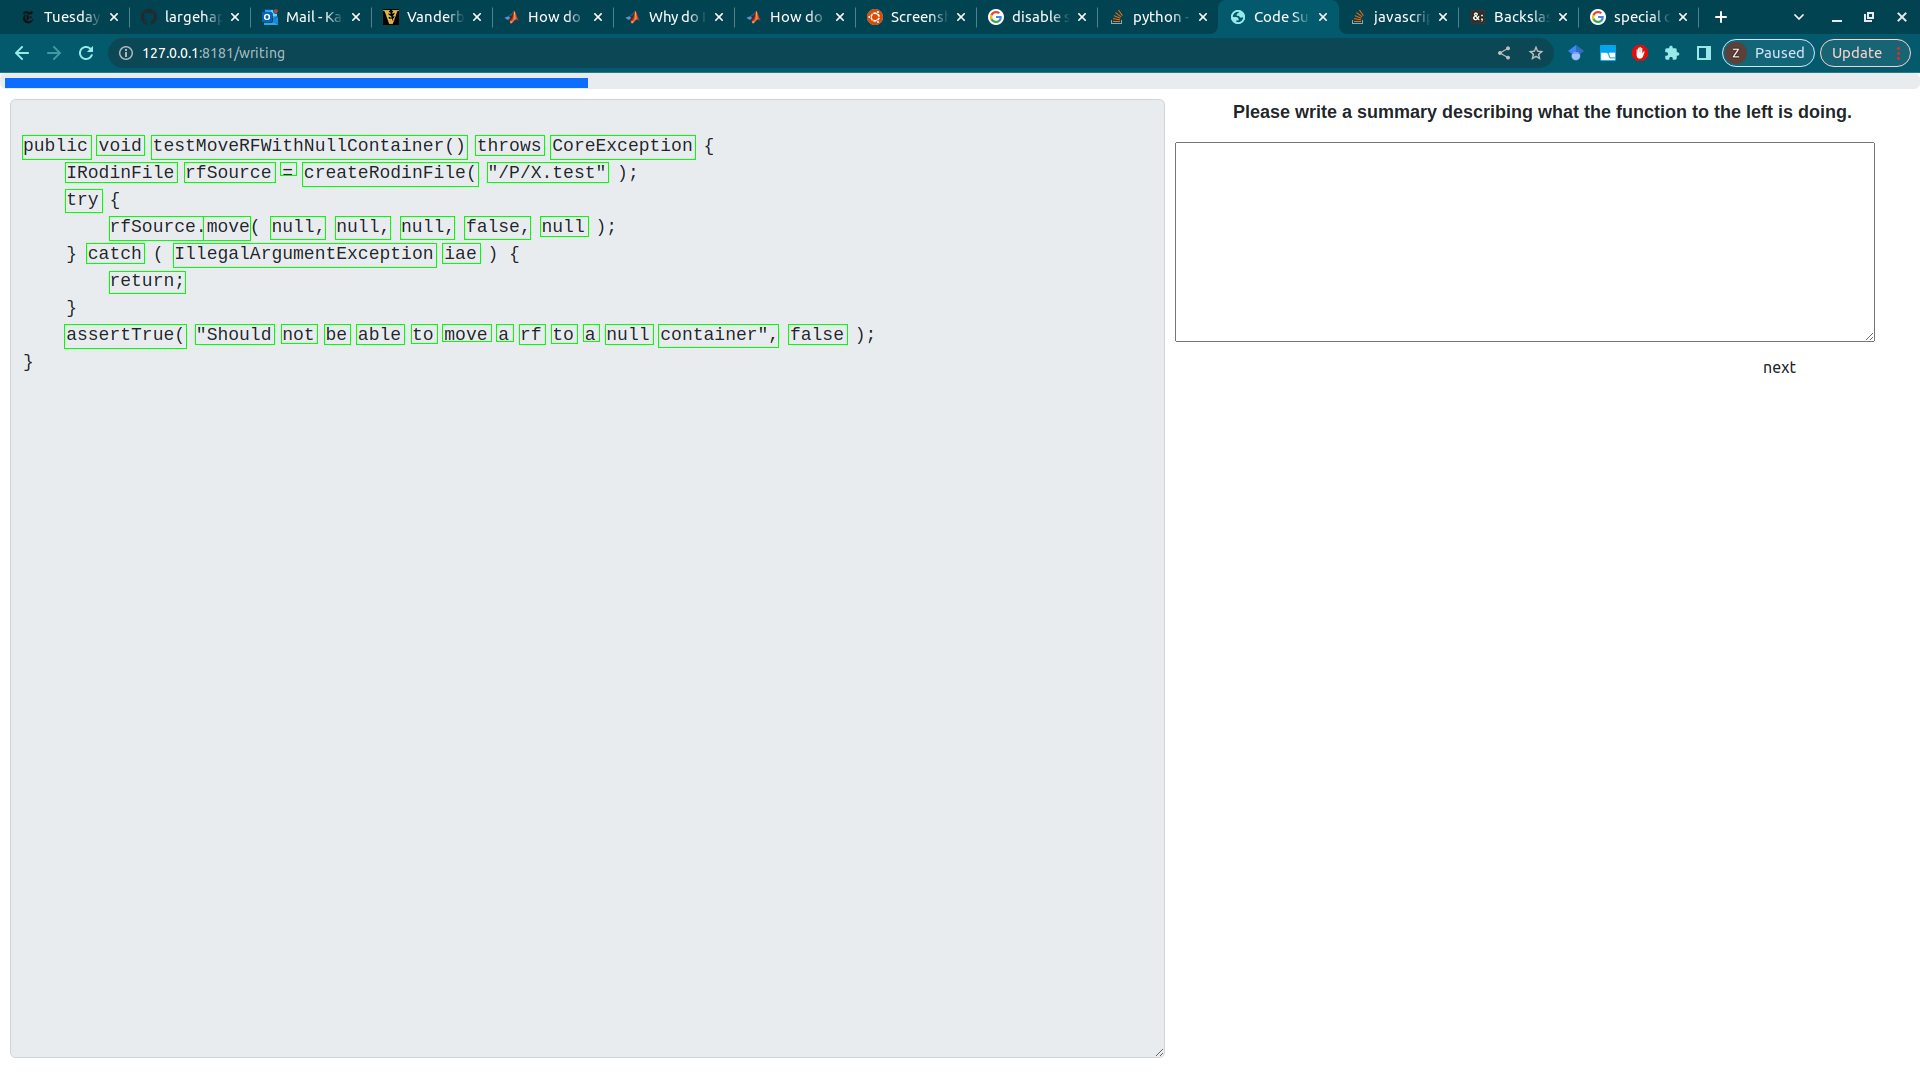 Tuesday
largehap
Mail - Ka
Vanderb
How do
Why do
How do
Screensh
disable s
python -
Code Su
javascrip
Backslas
special c
127.0.0.1:8181/writing
Z Paused
Update
public void testMoveRFWithNullContainer() throws CoreException {
IRodinFile rfSource = createRodinFile( "/P/X.test" );
try {
rfSource.move( null, null, null, false, null );
} catch ( IllegalArgumentException iae ) {
return;
}
assertTrue( "Should not be able to move a rf to a null container", false );
}
Please write a summary describing what the function to the left is doing.
next